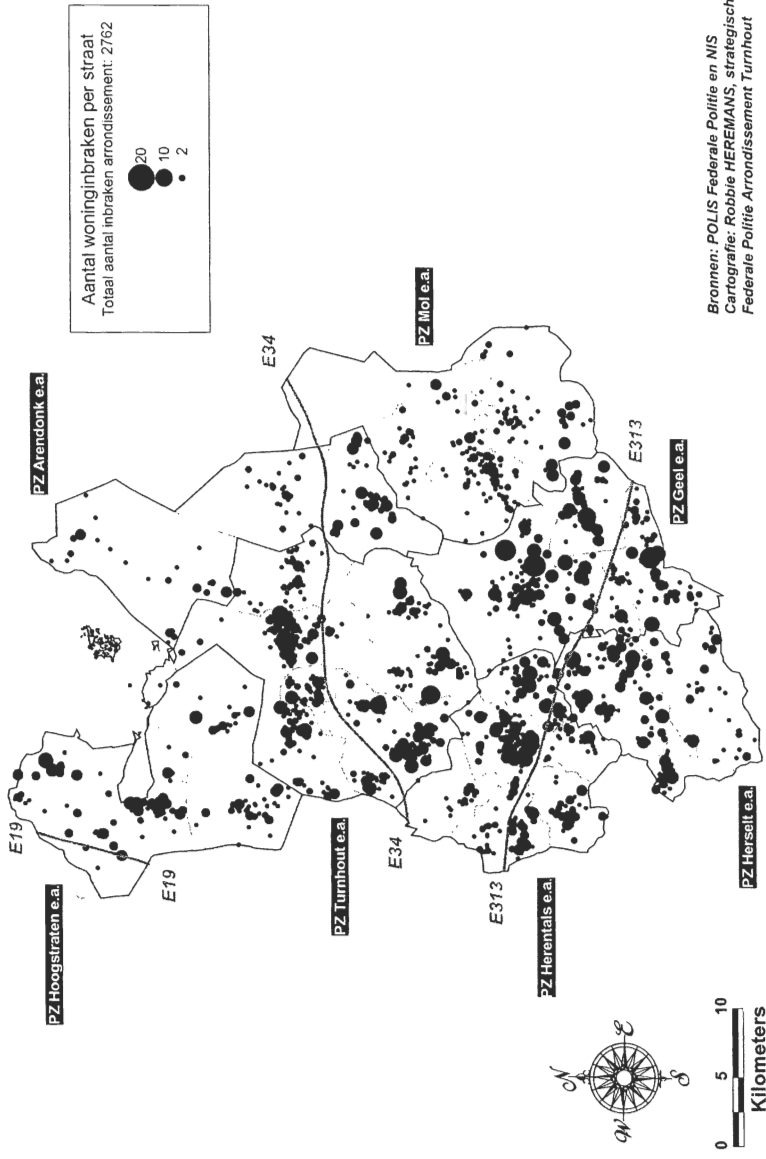 Aantal woninginbraken per straat
Totaal aantal inbraken arrondissement: 2762
20
10
2
PZ Arendonk e.a.
E34
PZ Mol e.a.
E19
PZ Hoogstraten e.a.
E19
PZ Turnhout e.a.
E34
E313
PZ Geel e.a.
E313
PZ Herentals e.a.
PZ Herselt e.a.
N
W
E
S
0
5
10
Kilometers
Bronnen: POLIS Federale Politie en NIS
Cartografie: Robbie HEREMANS, strategisch
Federale Politie Arrondissement Turnhout